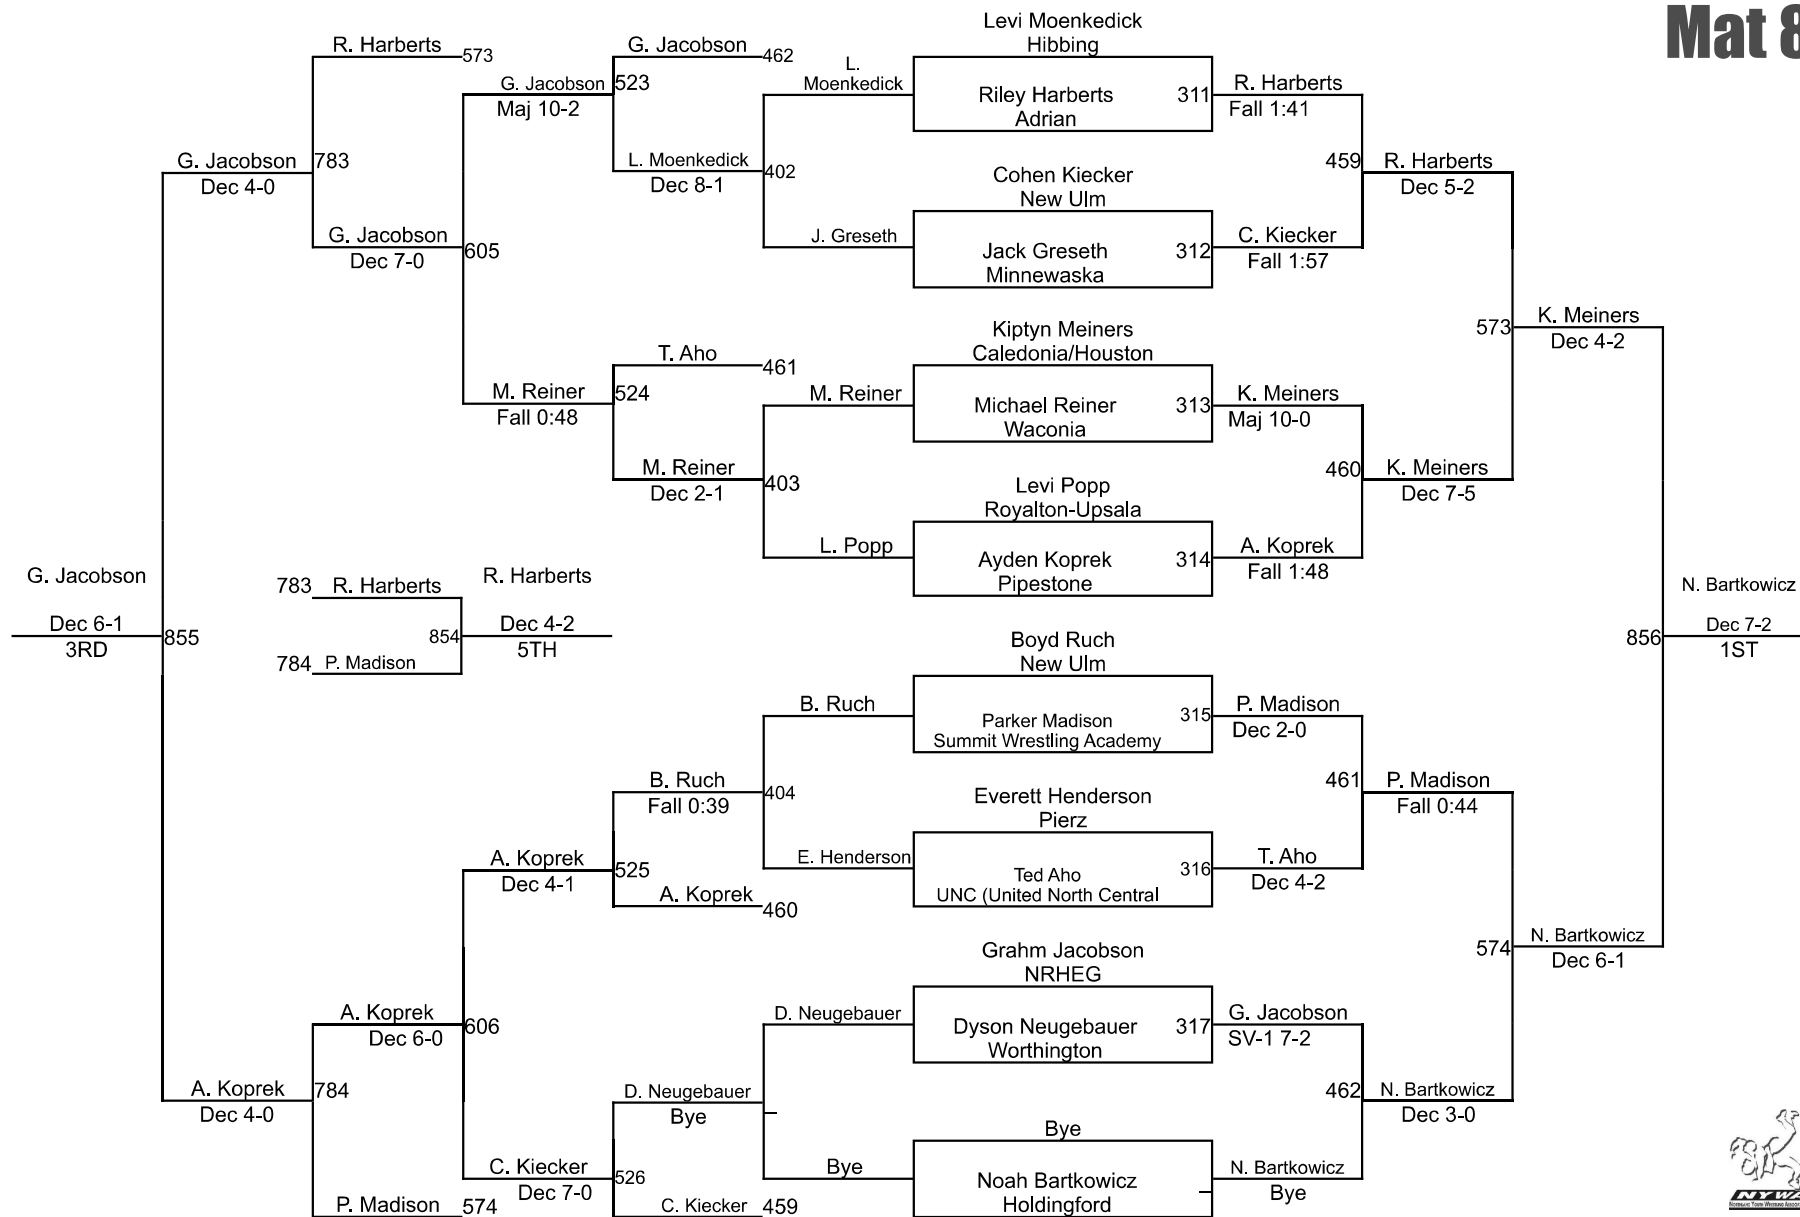 Mat 8
Levi Moenkedick
Hibbing
R. Harberts
573
G. Jacobson
462
L.
Moenkedick
G. Jacobson
523
Maj 10-2
Riley Harberts
311
Adrian
R. Harberts
Fall 1:41
G. Jacobson
783
Dec 4-0
L. Moenkedick
402
Dec 8-1
459
R. Harberts
Dec 5-2
Cohen Kiecker
New Ulm
G. Jacobson
605
Dec 7-0
J. Greseth
Jack Greseth
312
Minnewaska
C. Kiecker
Fall 1:57
Kiptyn Meiners
Caledonia/Houston
573
K. Meiners
Dec 4-2
T. Aho
461
M. Reiner
524
Fall 0:48
M. Reiner
Michael Reiner
313
Waconia
K. Meiners
Maj 10-0
M. Reiner
403
Dec 2-1
460
K. Meiners
Dec 7-5
Levi Popp
Royalton-Upsala
L. Popp
Ayden Koprek
314
Pipestone
A. Koprek
Fall 1:48
G. Jacobson
Dec 6-1
855
3RD
783
R. Harberts
R. Harberts
854
Dec 4-2
5TH
784
P. Madison
N. Bartkowicz
856
Dec 7-2
1ST
Boyd Ruch
New Ulm
B. Ruch
Parker Madison
315
Summit Wrestling Academy
P. Madison
Dec 2-0
B. Ruch
404
Fall 0:39
461
P. Madison
Fall 0:44
Everett Henderson
Pierz
A. Koprek
525
Dec 4-1
E. Henderson
Ted Aho
316
UNC (United North Central
T. Aho
Dec 4-2
A. Koprek
460
Grahm Jacobson
NRHEG
574
N. Bartkowicz
Dec 6-1
A. Koprek
606
Dec 6-0
D. Neugebauer
Dyson Neugebauer
317
Worthington
G. Jacobson
SV-1 7-2
A. Koprek
784
Dec 4-0
D. Neugebauer
Bye
462
N. Bartkowicz
Dec 3-0
Bye
C. Kiecker
526
Dec 7-0
Bye
Noah Bartkowicz
Holdingford
N. Bartkowicz
Bye
P. Madison
574
C. Kiecker
459